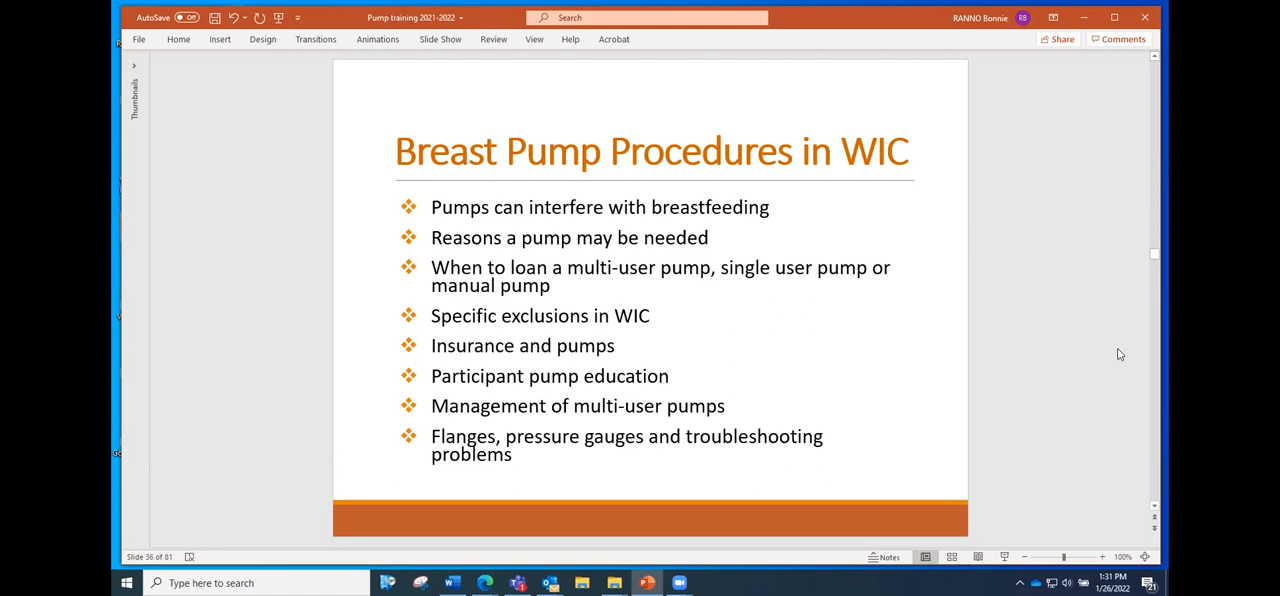 AutoSave Off Pump training 2021-2022 Search RANNO Bonnie RB
File Home Insert Design Transitions Animations Slide Show Review View Help Acrobat Share Comments
Thumbnails
Breast Pump Procedures in WIC
Pumps can interfere with breastfeeding
Reasons a pump may be needed
When to loan a multi-user pump, single user pump or
manual pump
Specific exclusions in WIC
Insurance and pumps
Participant pump education
Management of multi-user pumps
Flanges, pressure gauges and troubleshooting
problems
Slide 36 of 81 Notes 100%
Type here to search 1:31 PM
1/26/2022 21